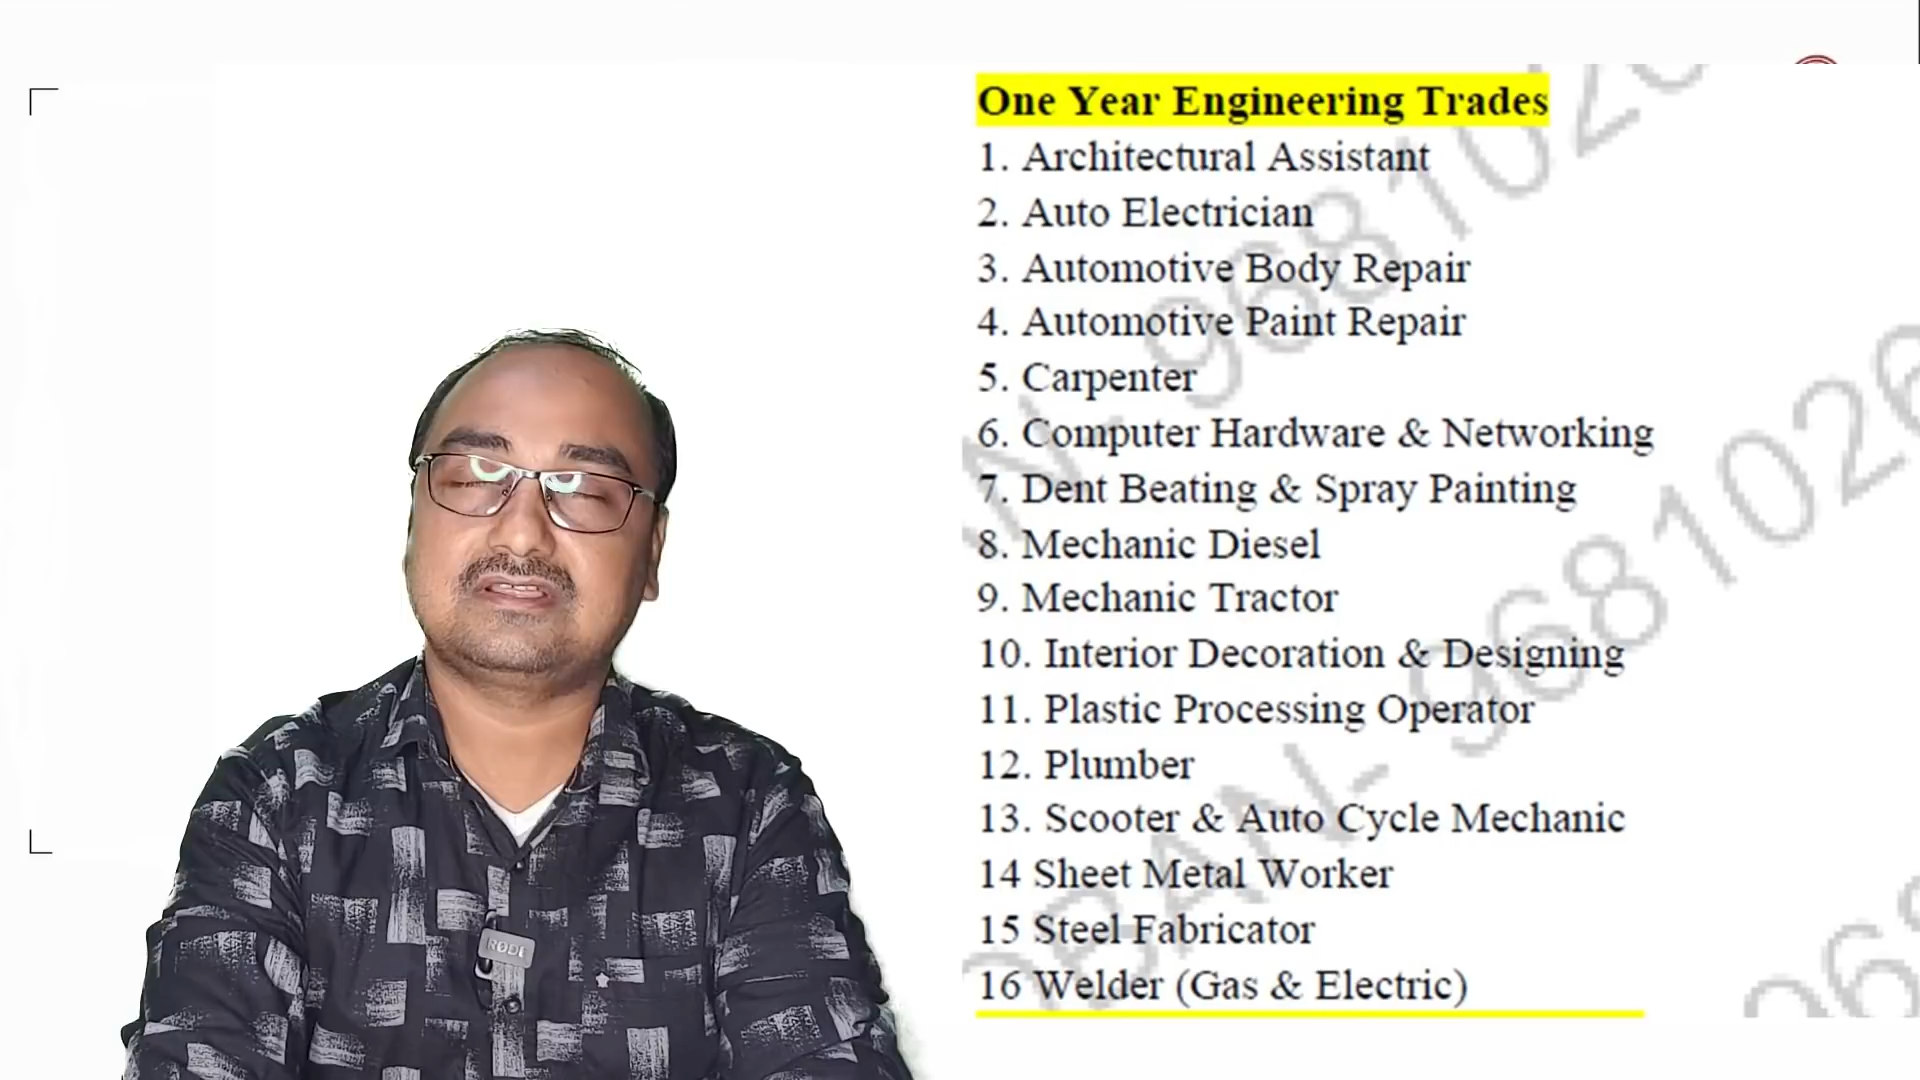 One Year Engineering Trades
1. Architectural Assistant
2. Auto Electrician
3. Automotive Body Repair
4. Automotive Paint Repair
5. Carpenter
6. Computer Hardware & Networking
7. Dent Beating & Spray Painting
8. Mechanic Diesel
9. Mechanic Tractor
10. Interior Decoration & Designing
11. Plastic Processing Operator
12. Plumber
13. Scooter & Auto Cycle Mechanic
14 Sheet Metal Worker
15 Steel Fabricator
16 Welder (Gas & Electric)
RODE